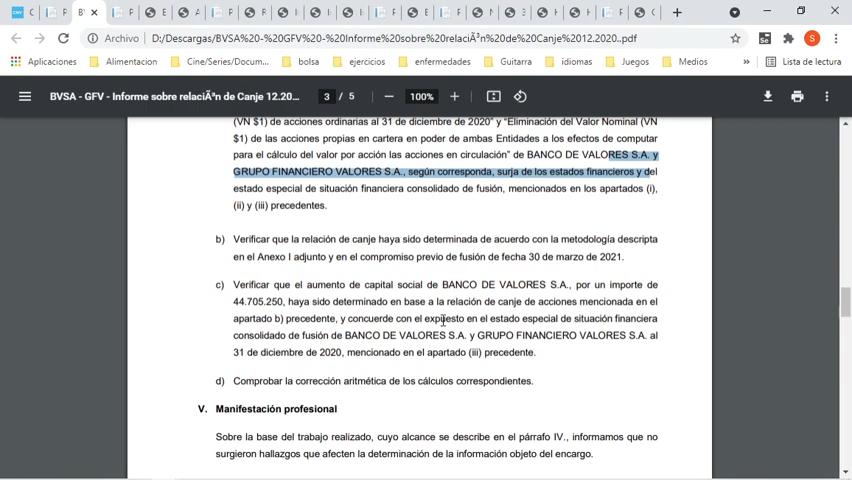 Archivo
D:/Descargas/BVSA%20-%20GFV%20-%20Informe%20sobre%20relaciÃ³n%20de%20Canje%2012.2020..pdf
Aplicaciones
Alimentacion
Cine/Series/Docum...
bolsa
ejercicios
enfermedades
Guitarra
idiomas
Juegos
Medios
»
Lista de lectura
BVSA - GFV - Informe sobre relación de Canje 12.20...
3 / 5
100%
(VN $1) de acciones ordinarias al 31 de diciembre de 2020" y "Eliminación del Valor Nominal (VN
$1) de las acciones propias en cartera en poder de ambas Entidades a los efectos de computar
para el cálculo del valor por acción las acciones en circulación" de BANCO DE VALORES S.A. y
GRUPO FINANCIERO VALORES S.A., según corresponda, surja de los estados financieros y del
estado especial de situación financiera consolidado de fusión, mencionados en los apartados (i),
(ii) y (iii) precedentes.
b) Verificar que la relación de canje haya sido determinada de acuerdo con la metodología descripta
en el Anexo I adjunto y en el compromiso previo de fusión de fecha 30 de marzo de 2021.
c) Verificar que el aumento de capital social de BANCO DE VALORES S.A., por un importe de
44.705.250, haya sido determinado en base a la relación de canje de acciones mencionada en el
apartado b) precedente, y concuerde con el expuesto en el estado especial de situación financiera
consolidado de fusión de BANCO DE VALORES S.A. y GRUPO FINANCIERO VALORES S.A. al
31 de diciembre de 2020, mencionado en el apartado (iii) precedente.
d) Comprobar la corrección aritmética de los cálculos correspondientes.
V. Manifestación profesional
Sobre la base del trabajo realizado, cuyo alcance se describe en el párrafo IV., informamos que no
surgieron hallazgos que afecten la determinación de la información objeto del encargo.